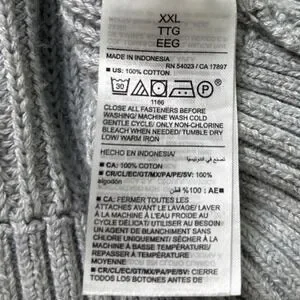 XXL
TTG
EEG
MADE IN INDONESIA
RN 54023 / CA 17897
■ US: 100% COTTON
30 P
1166
CLOSE ALL FASTENERS BEFORE
WASHING/ MACHINE WASH COLD
GENTLE CYCLE/ ONLY NON-CHLORINE
BLEACH WHEN NEEDED/ TUMBLE DRY
LOW/ WARM IRON
HECHO EN INDONESIA/
صنع في اندونيسيا
■ CA: 100% COTON
■ CR/CL/EC/GT/MX/PA/PE/SV: 100%
algodón
■ AE: 100% قطن
■ CA: FERMER TOUTES LES
ATTACHES AVANT LE LAVAGE/ LAVER
À LA MACHINE À L'EAU FROIDE AU
CYCLE DÉLICAT/ UTILISER AU BESOIN
UN AGENT DE BLANCHIMENT SANS
CHLORE UNIQUEMENT/ SÉCHER À
LA MACHINE À BASSE TEMPÉRATURE/
REPASSER À TEMPÉRATURE
MOYENNE
■ CR/CL/EC/GT/MX/PA/PE/SV: CIERRE
TODOS LOS BOTONES ANTES DE